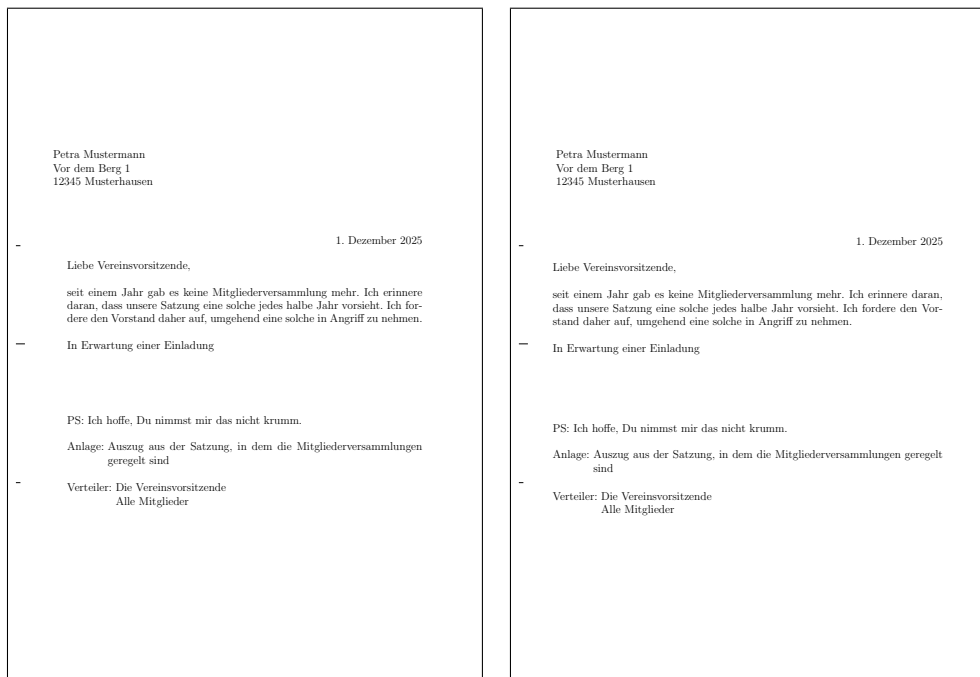 Petra Mustermann
Vor dem Berg 1
12345 Musterhausen
1. Dezember 2025
Liebe Vereinsvorsitzende,
seit einem Jahr gab es keine Mitgliederversammlung mehr. Ich erinnere
daran, dass unsere Satzung eine solche jedes halbe Jahr vorsieht. Ich for-
dere den Vorstand daher auf, umgehend eine solche in Angriff zu nehmen.
In Erwartung einer Einladung
PS: Ich hoffe, Du nimmst mir das nicht krumm.
Anlage: Auszug aus der Satzung, in dem die Mitgliederversammlungen
geregelt sind
Verteiler: Die Vereinsvorsitzende
Alle Mitglieder
Petra Mustermann
Vor dem Berg 1
12345 Musterhausen
1. Dezember 2025
Liebe Vereinsvorsitzende,
seit einem Jahr gab es keine Mitgliederversammlung mehr. Ich erinnere daran,
dass unsere Satzung eine solche jedes halbe Jahr vorsieht. Ich fordere den Vor-
stand daher auf, umgehend eine solche in Angriff zu nehmen.
In Erwartung einer Einladung
PS: Ich hoffe, Du nimmst mir das nicht krumm.
Anlage: Auszug aus der Satzung, in dem die Mitgliederversammlungen geregelt
sind
Verteiler: Die Vereinsvorsitzende
Alle Mitglieder